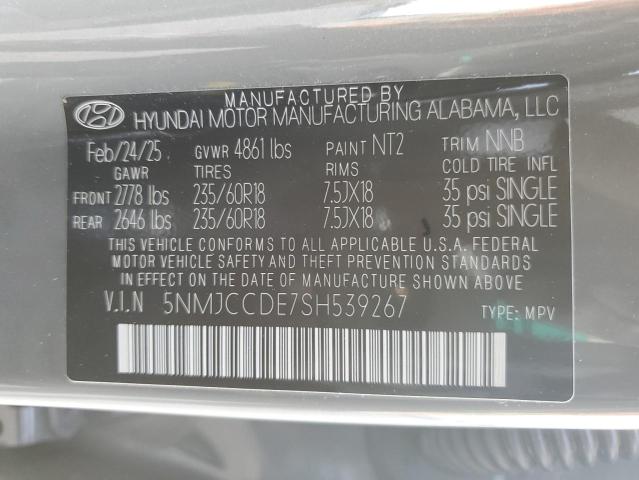 MANUFACTURED BY
HYUNDAI MOTOR MANUFACTURING ALABAMA, LLC
Feb/24/25 GVWR 4861 lbs PAINT NT2 TRIM NNB
GAWR TIRES RIMS COLD TIRE INFL
FRONT 2778 lbs 235/60R18 7.5JX18 35 psi SINGLE
REAR 2646 lbs 235/60R18 7.5JX18 35 psi SINGLE
THIS VEHICLE CONFORMS TO ALL APPLICABLE U.S.A. FEDERAL
MOTOR VEHICLE SAFETY AND THEFT PREVENTION STANDARDS
IN EFFECT ON THE DATE OF MANUFACTURE SHOWN ABOVE
V.I.N 5NMJCCDE7SH539267 TYPE: MPV